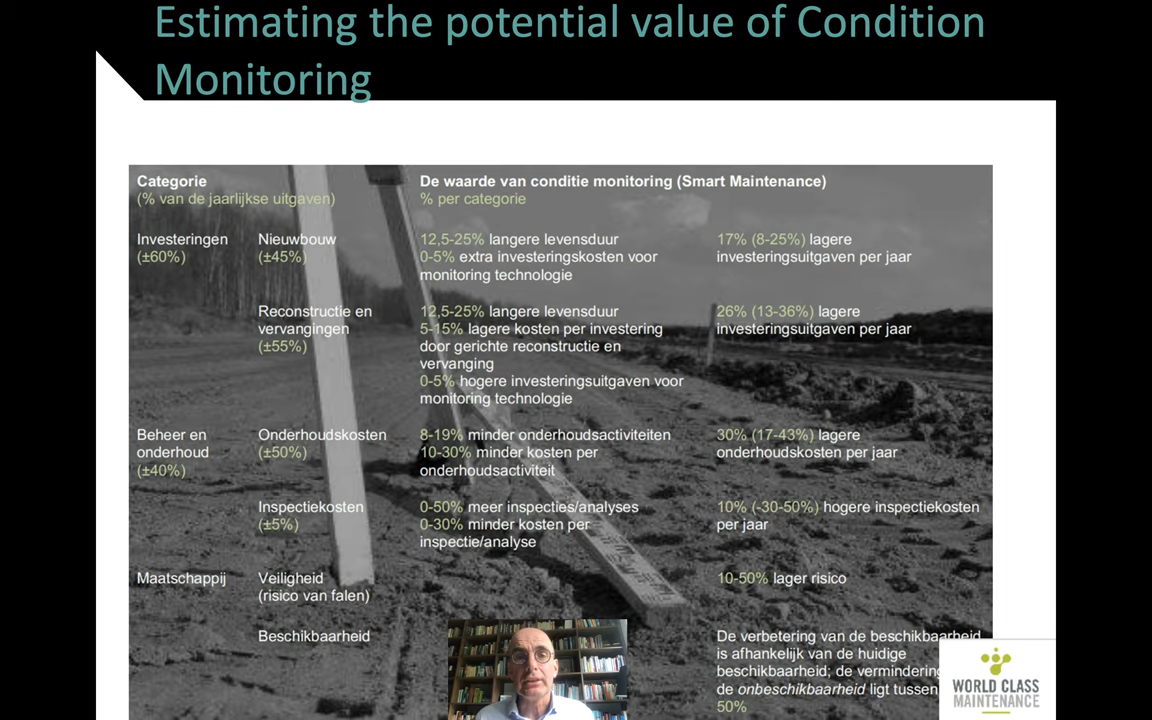 Estimating the potential value of Condition
Monitoring
Categorie
(% van de jaarlijkse uitgaven)
De waarde van conditie monitoring (Smart Maintenance)
% per categorie
Investeringen
(±60%)
Nieuwbouw
(±45%)
12,5-25% langere levensduur
0-5% extra investeringskosten voor
monitoring technologie
17% (8-25%) lagere
investeringsuitgaven per jaar
Reconstructie en
vervangingen
(±55%)
12,5-25% langere levensduur
5-15% lagere kosten per investering
door gerichte reconstructie en
vervanging
0-5% hogere investeringsuitgaven voor
monitoring technologie
26% (13-36%) lagere
investeringsuitgaven per jaar
Beheer en
onderhoud
(±40%)
Onderhoudskosten
(±50%)
8-19% minder onderhoudsactiviteiten
10-30% minder kosten per
onderhoudsactiviteit
30% (17-43%) lagere
onderhoudskosten per jaar
Inspectiekosten
(±5%)
0-50% meer inspecties/analyses
0-30% minder kosten per
inspectie/analyse
10% (-30-50%) hogere inspectiekosten
per jaar
Maatschappij
Veiligheid
(risico van falen)
10-50% lager risico
Beschikbaarheid
De verbetering van de beschikbaarheid
is afhankelijk van de huidige
beschikbaarheid; de vermindering
de onbeschikbaarheid ligt tussen
50%
WORLD CLASS
MAINTENANCE